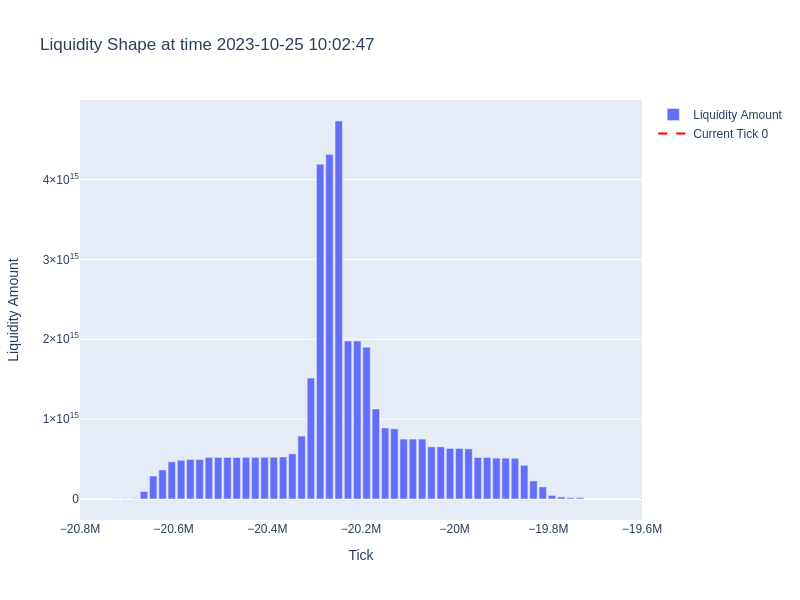 Liquidity Shape at time 2023-10-25 10:02:47
Liquidity Amount
Current Tick 0
Liquidity Amount
4×10¹⁵
3×10¹⁵
2×10¹⁵
1×10¹⁵
0
−20.8M −20.6M −20.4M −20.2M −20M −19.8M −19.6M
Tick